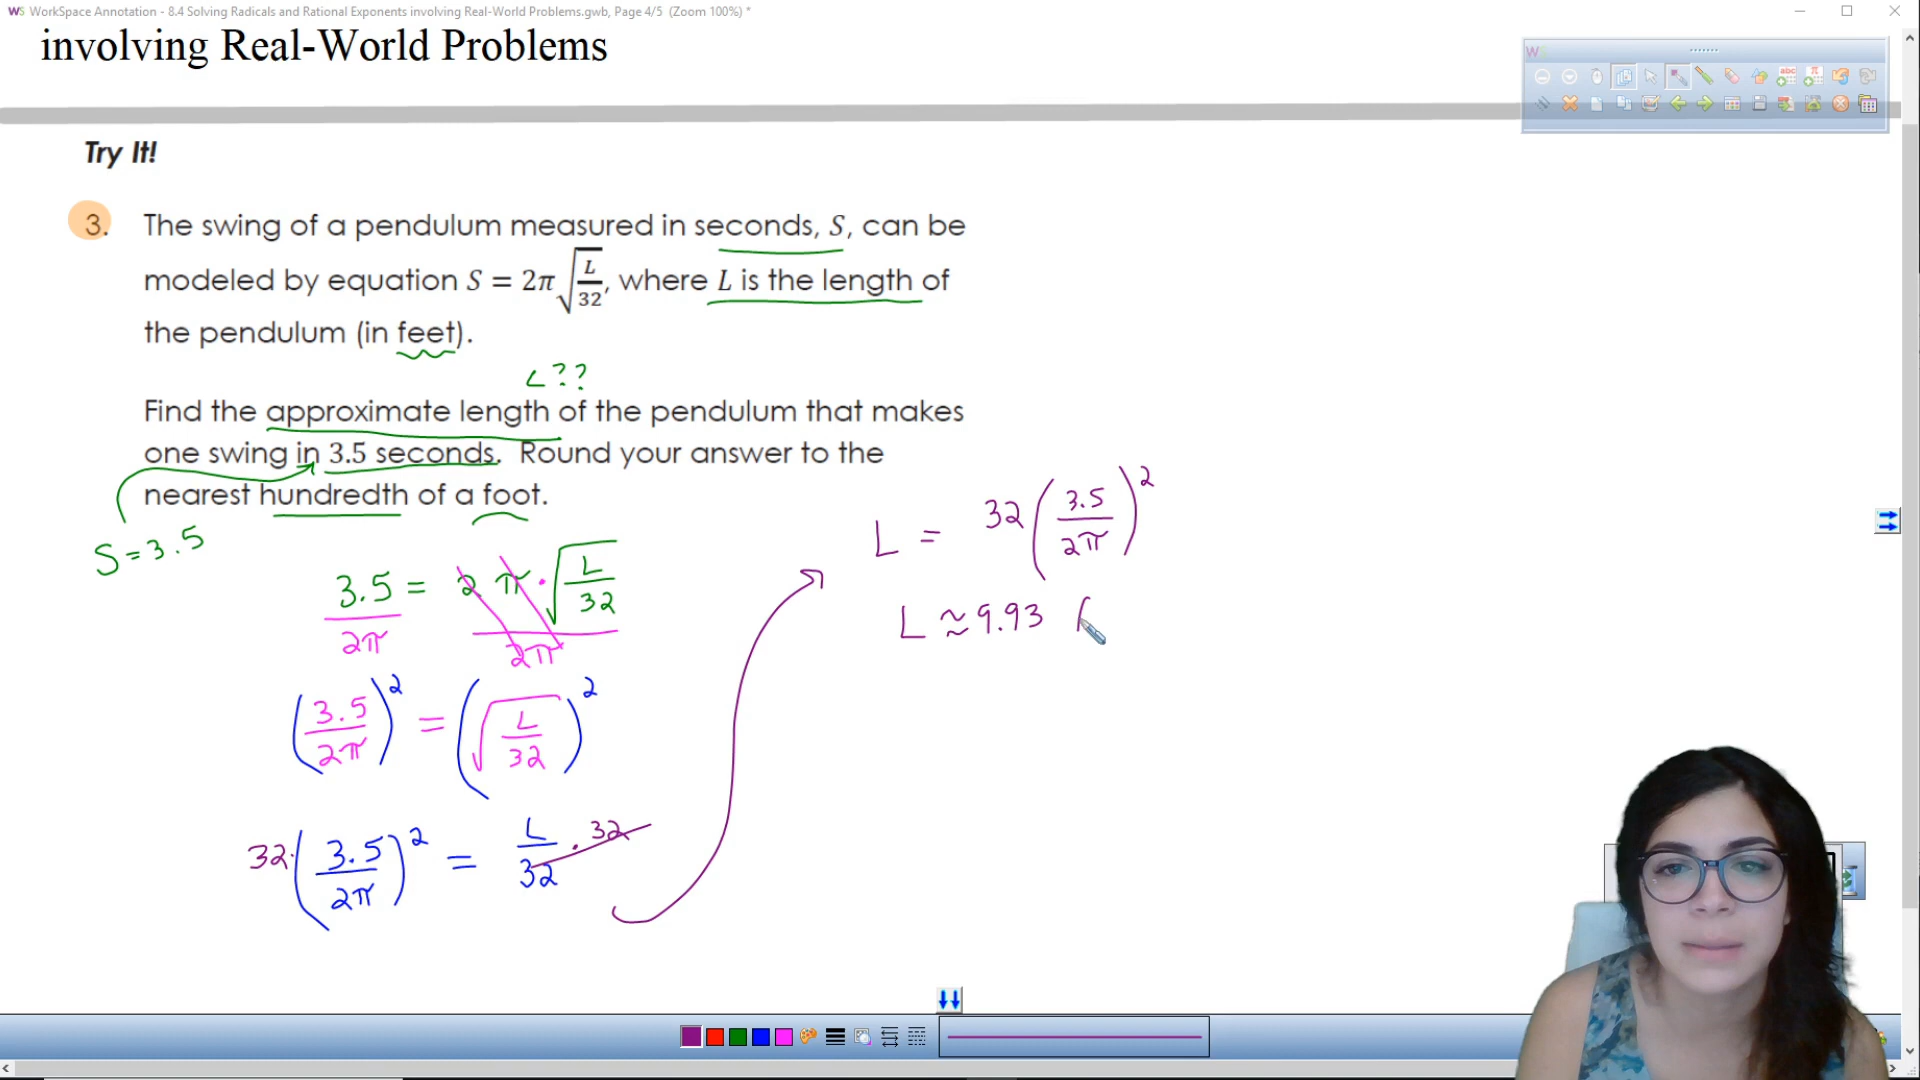 WS WorkSpace Annotation - 8.4 Solving Radicals and Rational Exponents involving Real-World Problems.gwb, Page 4/5 (Zoom 100%) *
involving Real-World Problems
Try It!
3. The swing of a pendulum measured in seconds, S, can be
modeled by equation S = 2π√(L/32), where L is the length of
the pendulum (in feet).
L ??
Find the approximate length of the pendulum that makes
one swing in 3.5 seconds. Round your answer to the
nearest hundredth of a foot.
S = 3.5
3.5/2π = 2π·√(L/32)/2π
(3.5/2π)² = (√(L/32))²
32·(3.5/2π)² = L/32 · 32
L = 32(3.5/2π)²
L ≈ 9.93